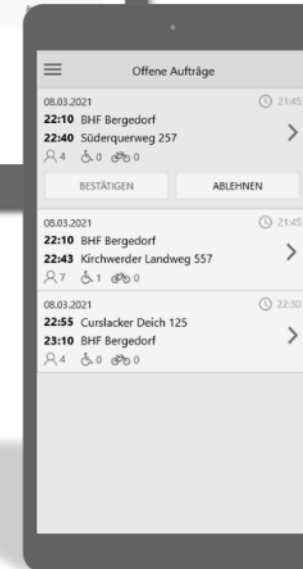 Offene Aufträge
08.03.2021 21:45
22:10 BHF Bergedorf
22:40 Süderquerweg 257
4 0 0
BESTÄTIGEN ABLEHNEN
08.03.2021 21:45
22:10 BHF Bergedorf
22:43 Kirchwerder Landweg 557
7 1 0
08.03.2021 22:30
22:55 Curslacker Deich 125
23:10 BHF Bergedorf
4 0 0